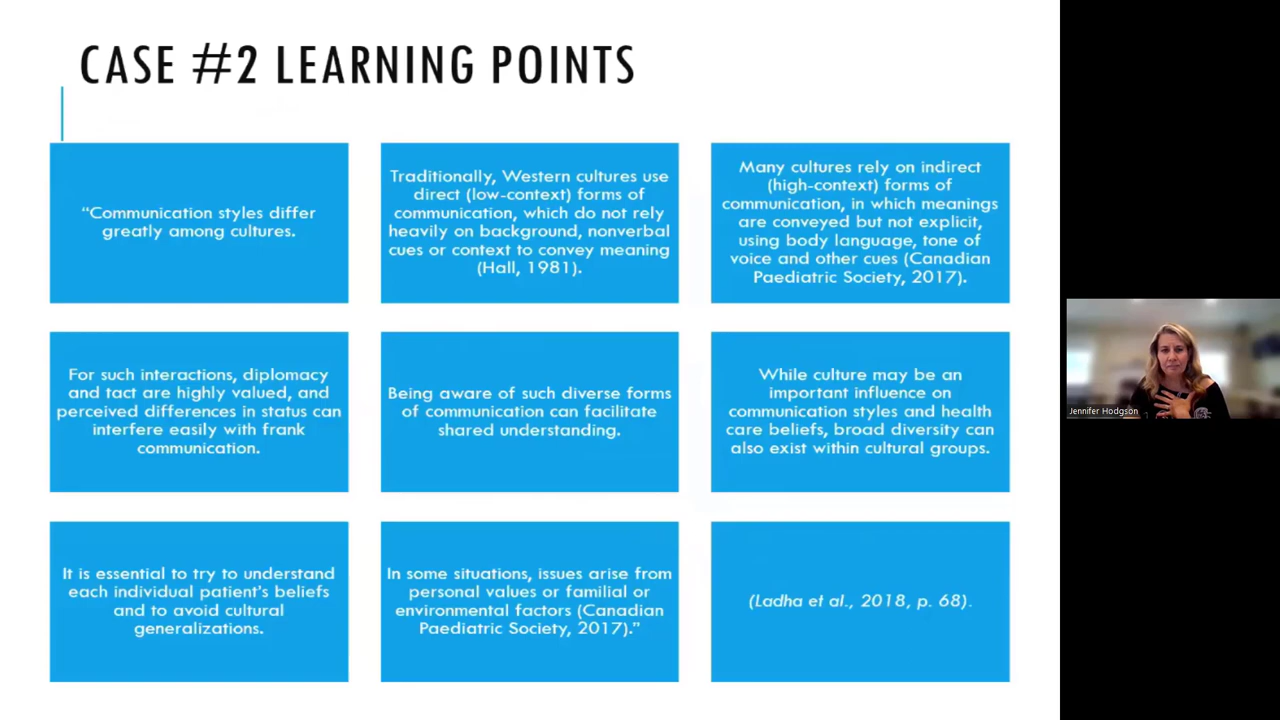 CASE #2 LEARNING POINTS
“Communication styles differ
greatly among cultures.
Traditionally, Western cultures use
direct (low-context) forms of
communication, which do not rely
heavily on background, nonverbal
cues or context to convey meaning
(Hall, 1981).
Many cultures rely on indirect
(high-context) forms of
communication, in which meanings
are conveyed but not explicit,
using body language, tone of
voice and other cues (Canadian
Paediatric Society, 2017).
For such interactions, diplomacy
and tact are highly valued, and
perceived differences in status can
interfere easily with frank
communication.
Being aware of such diverse forms
of communication can facilitate
shared understanding.
While culture may be an
important influence on
communication styles and health
care beliefs, broad diversity can
also exist within cultural groups.
It is essential to try to understand
each individual patient's beliefs
and to avoid cultural
generalizations.
In some situations, issues arise from
personal values or familial or
environmental factors (Canadian
Paediatric Society, 2017).”
(Ladha et al., 2018, p. 68).
Jennifer Hodgson